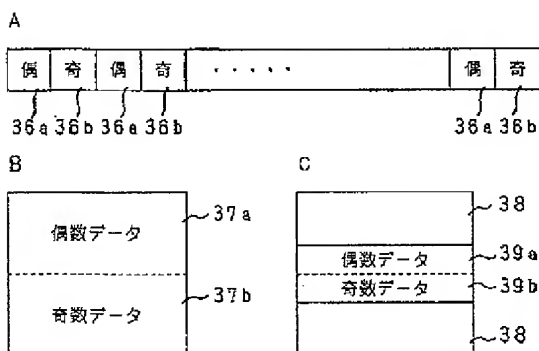 A
偶 奇 偶 奇 ・・・・・ 偶 奇
36a 36b 36a 36b 36a 36b
B C
偶数データ 37a 38
偶数データ 39a
奇数データ 39b
奇数データ 37b 38